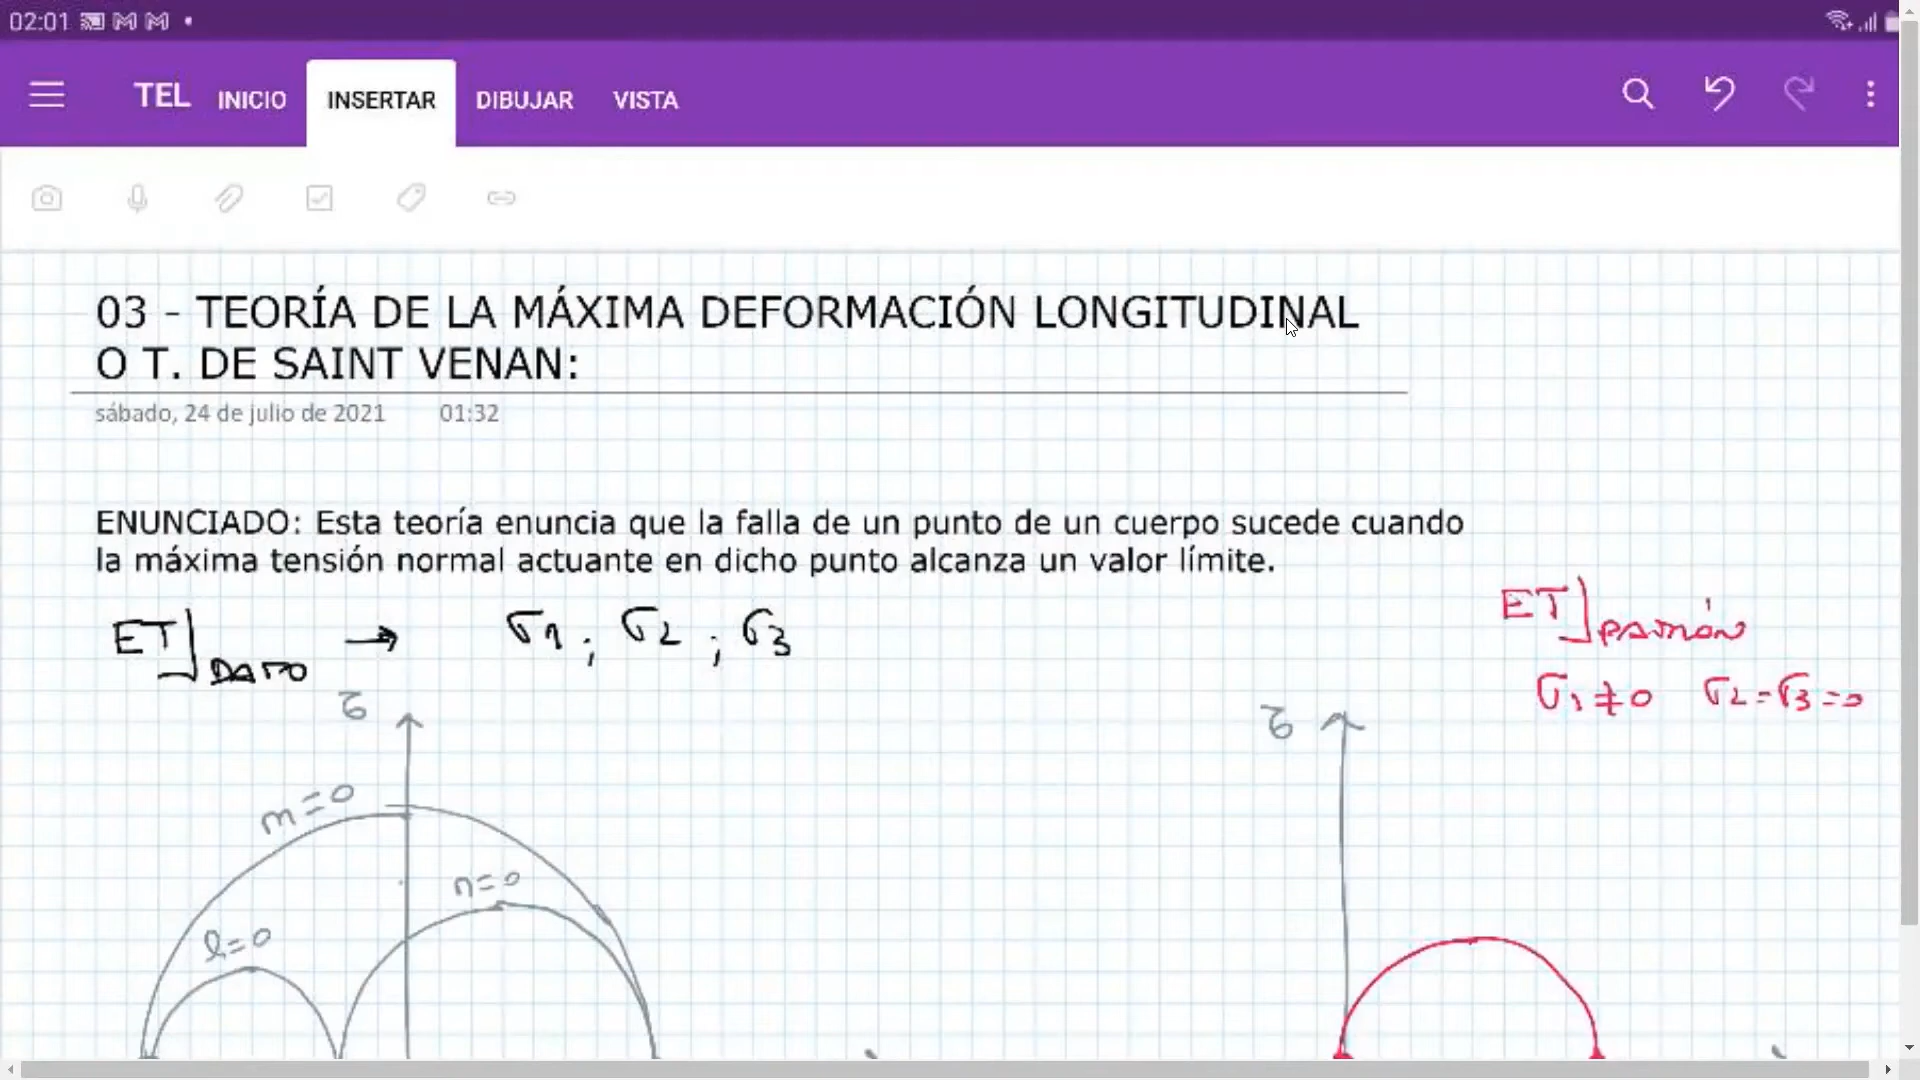 02:01
TEL INICIO INSERTAR DIBUJAR VISTA
03 - TEORÍA DE LA MÁXIMA DEFORMACIÓN LONGITUDINAL
O T. DE SAINT VENAN:
sábado, 24 de julio de 2021 01:32
ENUNCIADO: Esta teoría enuncia que la falla de un punto de un cuerpo sucede cuando
la máxima tensión normal actuante en dicho punto alcanza un valor límite.
ET] DATO → σ1 ; σ2 ; σ3
ET] PATRÓN
σ1 ≠ 0 σ2 = σ3 = 0
τ
τ
m=0
n=0
l=0